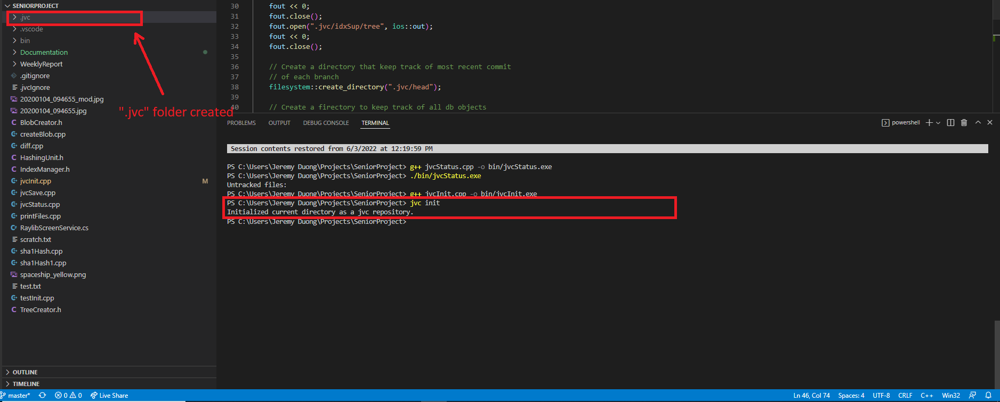 SENIORPROJECT
.jvc
.vscode
bin
Documentation
WeeklyReport
.gitignore
.jvcIgnore
20200104_094655_mod.jpg
20200104_094655.jpg
BlobCreator.h
createBlob.cpp
diff.cpp
HashingUnit.h
IndexManager.h
jvcInit.cpp M
jvcSave.cpp
jvcStatus.cpp
printFiles.cpp
RaylibScreenService.cs
scratch.txt
sha1Hash.cpp
sha1Hash1.cpp
spaceship_yellow.png
test.txt
testInit.cpp
TreeCreator.h
OUTLINE
TIMELINE
".jvc" folder created
30 fout << 0;
31 fout.close();
32 fout.open(".jvc/idxSup/tree", ios::out);
33 fout << 0;
34 fout.close();
35
36 // Create a directory that keep track of most recent commit
37 // of each branch
38 filesystem::create_directory(".jvc/head");
39
40 // Create a firectory to keep track of all db objects
PROBLEMS OUTPUT DEBUG CONSOLE TERMINAL powershell
Session contents restored from 6/3/2022 at 12:19:59 PM
PS C:\Users\Jeremy Duong\Projects\SeniorProject> g++ jvcStatus.cpp -o bin/jvcStatus.exe
PS C:\Users\Jeremy Duong\Projects\SeniorProject> ./bin/jvcStatus.exe
Untracked files:
PS C:\Users\Jeremy Duong\Projects\SeniorProject> g++ jvcInit.cpp -o bin/jvcInit.exe
PS C:\Users\Jeremy Duong\Projects\SeniorProject> jvc init
Initialized current directory as a jvc repository.
PS C:\Users\Jeremy Duong\Projects\SeniorProject>
master* 0 0 Live Share Ln 46, Col 74 Spaces: 4 UTF-8 CRLF C++ Win32